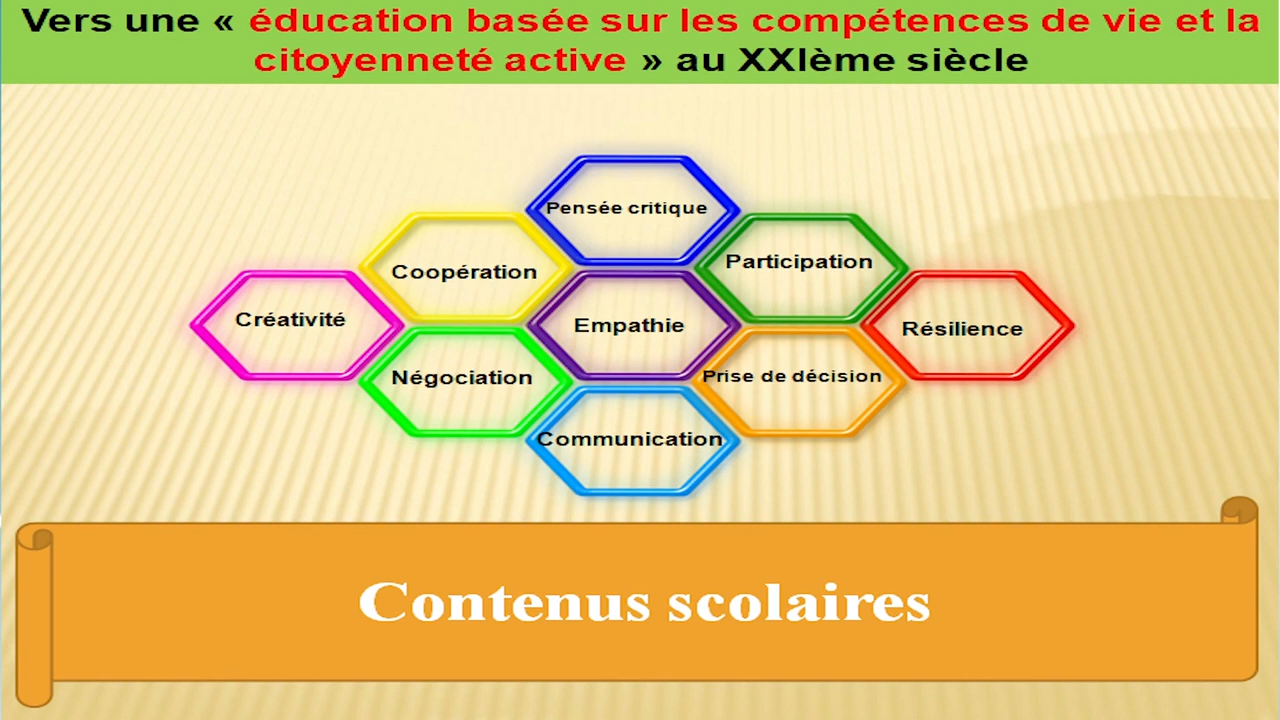 Vers une « éducation basée sur les compétences de vie et la
citoyenneté active » au XXIème siècle
Pensée critique
Coopération
Participation
Créativité
Empathie
Résilience
Négociation
Prise de décision
Communication
Contenus scolaires